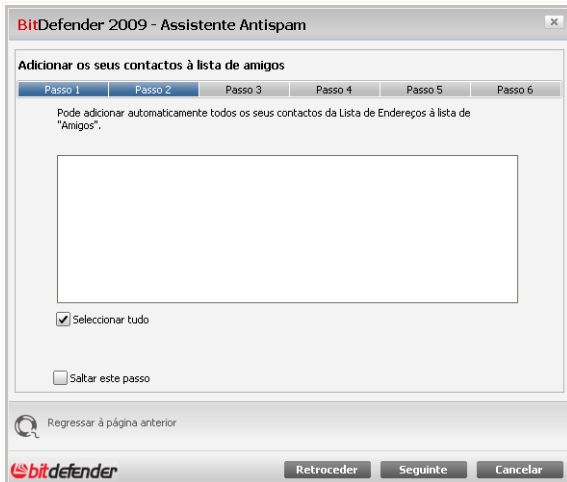 BitDefender 2009 - Assistente Antispam
x
Adicionar os seus contactos à lista de amigos
Passo 1 Passo 2 Passo 3 Passo 4 Passo 5 Passo 6
Pode adicionar automaticamente todos os seus contactos da Lista de Endereços à lista de
"Amigos".
Seleccionar tudo
Saltar este passo
Regressar à página anterior
bitdefender
Retroceder Seguinte Cancelar